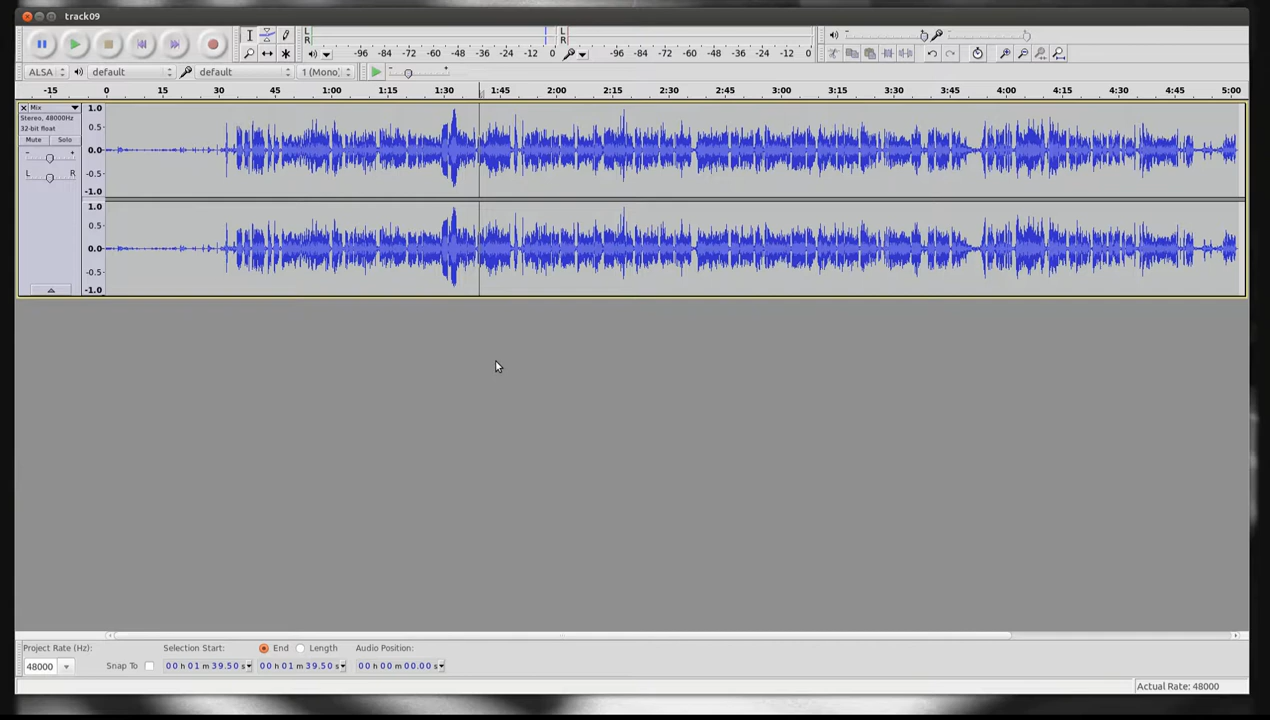 track09
L
R
-96 -84 -72 -60 -48 -36 -24 -12 0
L
R
-96 -84 -72 -60 -48 -36 -24 -12 0
ALSA default default 1 (Mono)
-15 0 15 30 45 1:00 1:15 1:30 1:45 2:00 2:15 2:30 2:45 3:00 3:15 3:30 3:45 4:00 4:15 4:30 4:45 5:00
Mix
Stereo, 48000Hz
32-bit float
Mute Solo
- +
L R
1.0
0.5
0.0
-0.5
-1.0
1.0
0.5
0.0
-0.5
-1.0
Project Rate (Hz): Selection Start: End Length Audio Position:
48000 Snap To 00 h 01 m 39.50 s 00 h 01 m 39.50 s 00 h 00 m 00.00 s
Actual Rate: 48000